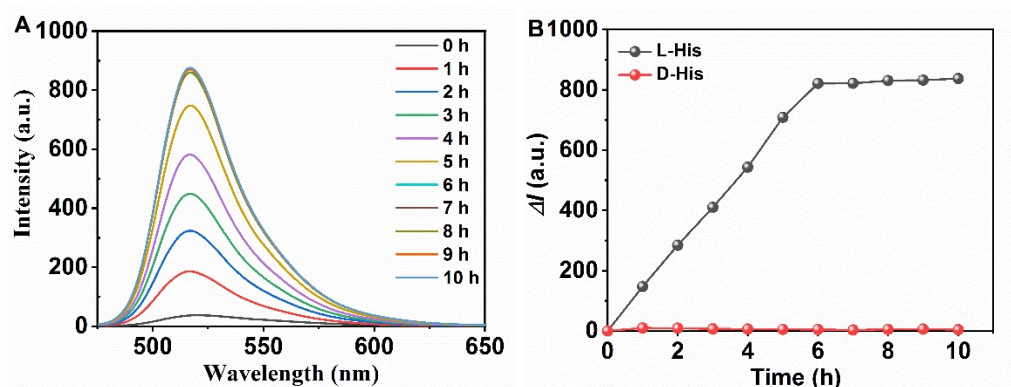 A
Intensity (a.u.)
1000
800
600
400
200
0
500
550
600
650
Wavelength (nm)
0 h
1 h
2 h
3 h
4 h
5 h
6 h
7 h
8 h
9 h
10 h
B
ΔI (a.u.)
1000
800
600
400
200
0
0
2
4
6
8
10
Time (h)
L-His
D-His